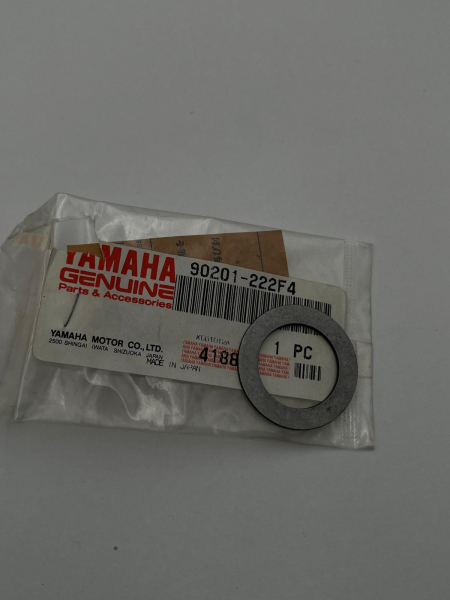 YAMAHA
GENUINE
Parts & Accessories
90201-222F4
YAMAHA MOTOR CO., LTD.
2500 SHINGAI IWATA SHIZUOKA JAPAN
MADE IN JAPAN
4188
1 PC